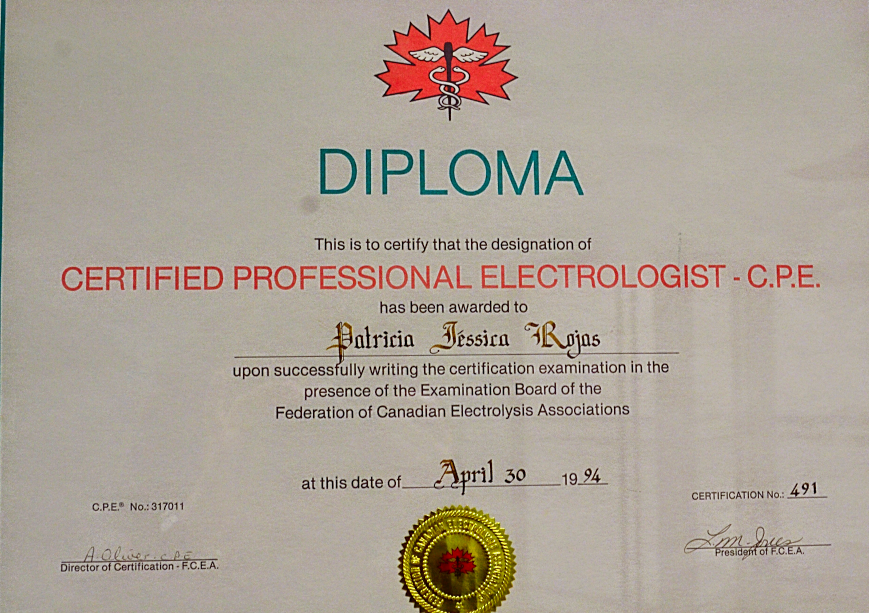 DIPLOMA
This is to certify that the designation of
CERTIFIED PROFESSIONAL ELECTROLOGIST - C.P.E.
has been awarded to
Patricia Jéssica Rojas
upon successfully writing the certification examination in the
presence of the Examination Board of the
Federation of Canadian Electrolysis Associations
at this date of April 30 1994
CERTIFICATION No.: 491
C.P.E.® No.: 317011
Director of Certification - F.C.E.A.
President of F.C.E.A.